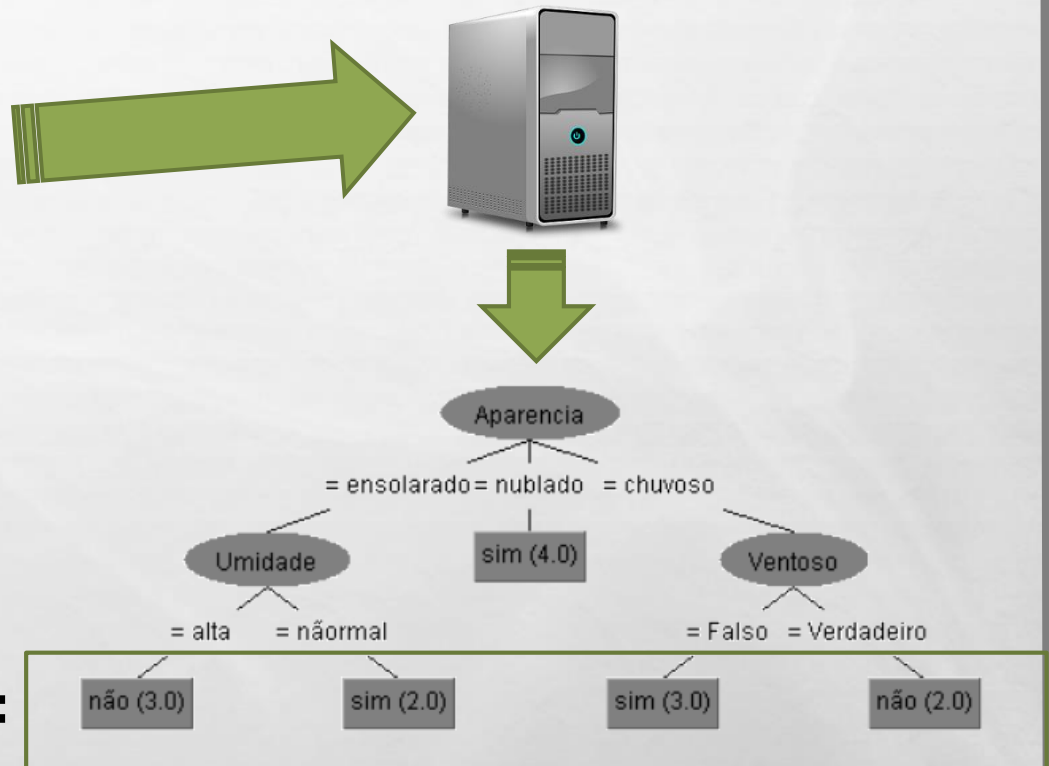 Aparencia
= ensolarado = nublado = chuvoso
Umidade sim (4.0) Ventoso
= alta = nãormal = Falso = Verdadeiro
: não (3.0) sim (2.0) sim (3.0) não (2.0)